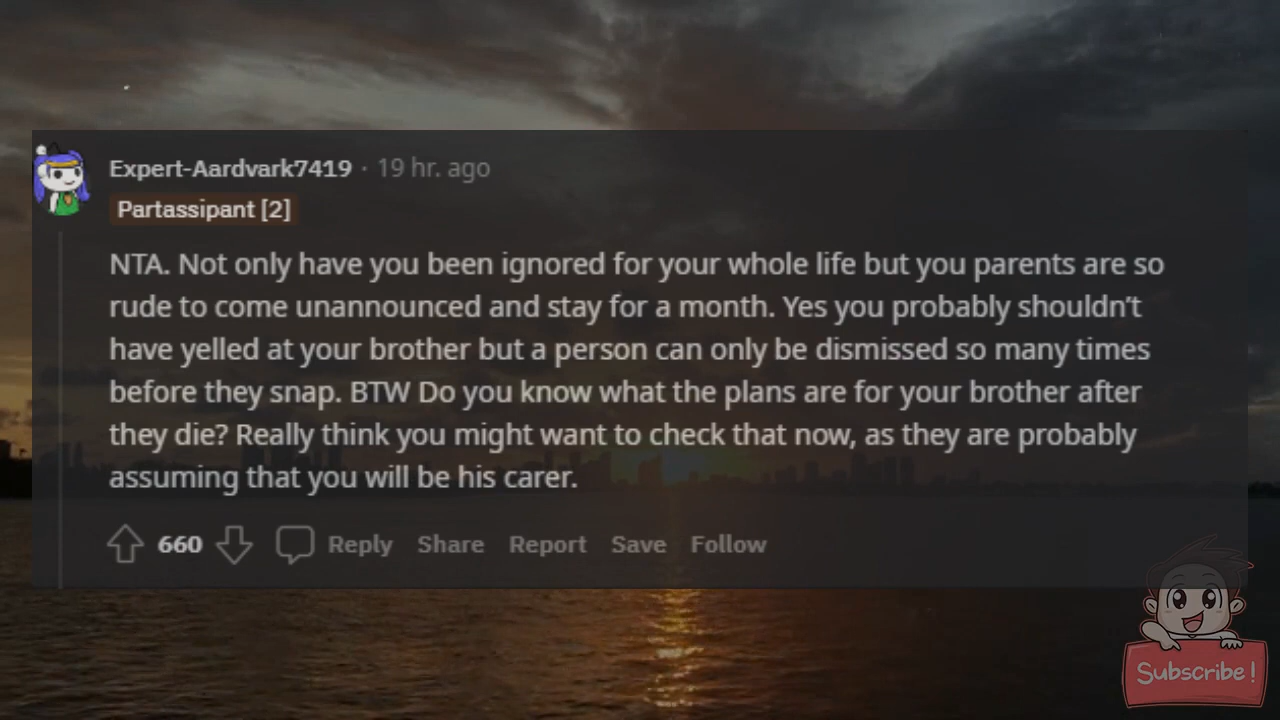 Expert-Aardvark7419 · 19 hr. ago
Partassipant [2]
NTA. Not only have you been ignored for your whole life but you parents are so
rude to come unannounced and stay for a month. Yes you probably shouldn't
have yelled at your brother but a person can only be dismissed so many times
before they snap. BTW Do you know what the plans are for your brother after
they die? Really think you might want to check that now, as they are probably
assuming that you will be his carer.
660 Reply Share Report Save Follow
Subscribe!